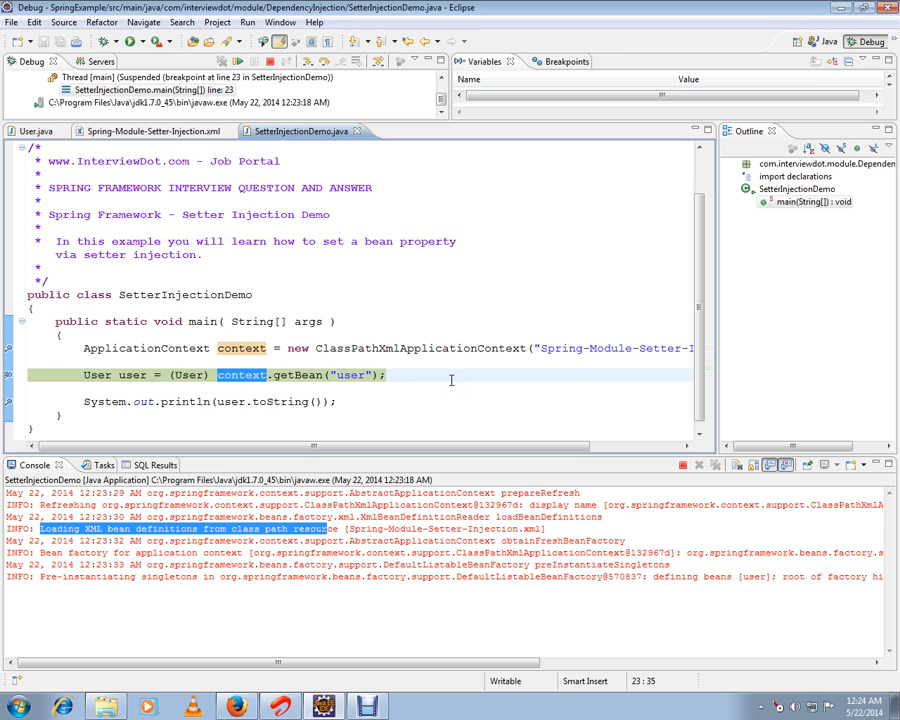 Debug - SpringExample/src/main/java/com/interviewdot/module/DependencyInjection/SetterInjectionDemo.java - Eclipse
File Edit Source Refactor Navigate Search Project Run Window Help
Java Debug
Debug Servers
Variables Breakpoints
Thread [main] (Suspended (breakpoint at line 23 in SetterInjectionDemo))
SetterInjectionDemo.main(String[]) line: 23
C:\Program Files\Java\jdk1.7.0_45\bin\javaw.exe (May 22, 2014 12:23:18 AM)
Name Value
User.java Spring-Module-Setter-Injection.xml SetterInjectionDemo.java
Outline
/*
* www.InterviewDot.com - Job Portal
*
* SPRING FRAMEWORK INTERVIEW QUESTION AND ANSWER
*
* Spring Framework - Setter Injection Demo
*
* In this example you will learn how to set a bean property
via setter injection.
*
*/
public class SetterInjectionDemo
{
public static void main( String[] args )
{
ApplicationContext context = new ClassPathXmlApplicationContext("Spring-Module-Setter-I
User user = (User) context.getBean("user");
System.out.println(user.toString());
}
}
com.interviewdot.module.Depender
import declarations
SetterInjectionDemo
main(String[]) : void
Console Tasks SQL Results
SetterInjectionDemo [Java Application] C:\Program Files\Java\jdk1.7.0_45\bin\javaw.exe (May 22, 2014 12:23:18 AM)
May 22, 2014 12:23:29 AM org.springframework.context.support.AbstractApplicationContext prepareRefresh
INFO: Refreshing org.springframework.context.support.ClassPathXmlApplicationContext@132967d: display name [org.springframework.context.support.ClassPathXmlA
May 22, 2014 12:23:30 AM org.springframework.beans.factory.xml.XmlBeanDefinitionReader loadBeanDefinitions
INFO: Loading XML bean definitions from class path resource [Spring-Module-Setter-Injection.xml]
May 22, 2014 12:23:32 AM org.springframework.context.support.AbstractApplicationContext obtainFreshBeanFactory
INFO: Bean factory for application context [org.springframework.context.support.ClassPathXmlApplicationContext@132967d]: org.springframework.beans.factory.s
May 22, 2014 12:23:33 AM org.springframework.beans.factory.support.DefaultListableBeanFactory preInstantiateSingletons
INFO: Pre-instantiating singletons in org.springframework.beans.factory.support.DefaultListableBeanFactory@570837: defining beans [user]; root of factory hi
Writable Smart Insert 23 : 35
12:24 AM
5/22/2014